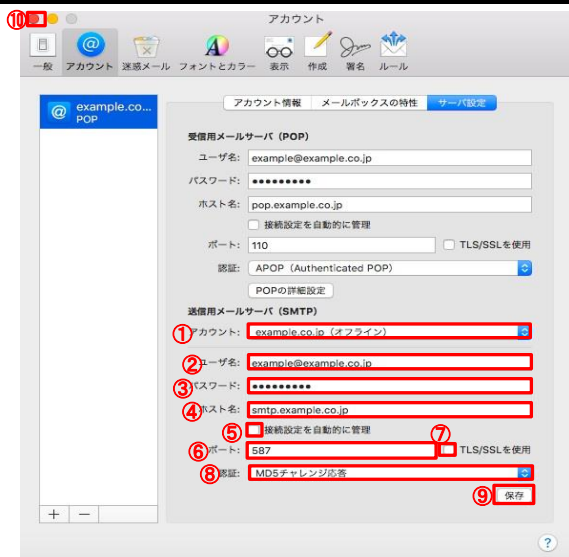 ⑩ アカウント
一般 アカウント 迷惑メール フォントとカラー 表示 作成 署名 ルール
@ example.co...
POP
アカウント情報 メールボックスの特性 サーバ設定
受信用メールサーバ (POP)
ユーザ名: example@example.co.jp
パスワード: •••••••••
ホスト名: pop.example.co.jp
接続設定を自動的に管理
ポート: 110 TLS/SSLを使用
認証: APOP (Authenticated POP)
POPの詳細設定
送信用メールサーバ (SMTP)
① アカウント: example.co.jp (オフライン)
② ユーザ名: example@example.co.jp
③ パスワード: •••••••••
④ ホスト名: smtp.example.co.jp
⑤ 接続設定を自動的に管理
⑥ ポート: 587 ⑦ TLS/SSLを使用
⑧ 認証: MD5チャレンジ応答
⑨ 保存
+ −
?